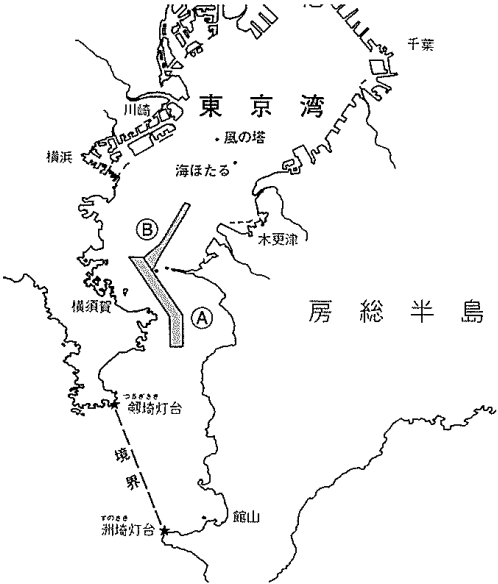 千葉
川崎
東京湾
風の塔
横浜
海ほたる
Ⓑ
木更津
横須賀
Ⓐ
房総半島
つるぎさき
剱埼灯台
境界
すのさき
洲埼灯台
館山